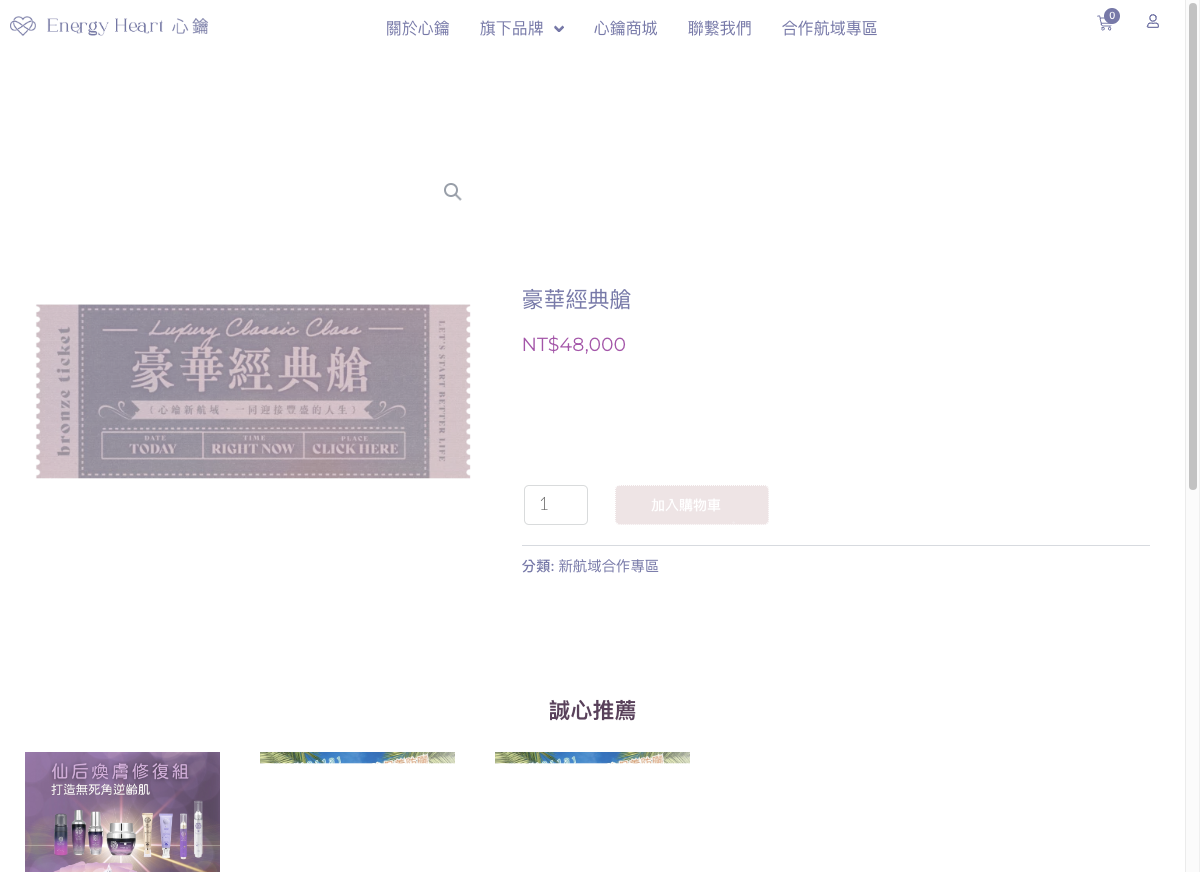 Energy Heart 心鑰
關於心鑰
旗下品牌
心鑰商城
聯繫我們
合作航域專區
0
bronze ticket
Luxury Classic Class
豪華經典艙
(心鑰新航域，一同迎接豐盛的人生)
DATE
TODAY
TIME
RIGHT NOW
PLACE
CLICK HERE
LET'S START BETTER LIFE
豪華經典艙
NT$48,000
1
加入購物車
分類: 新航域合作專區
誠心推薦
仙后煥膚修復組
打造無死角逆齡肌